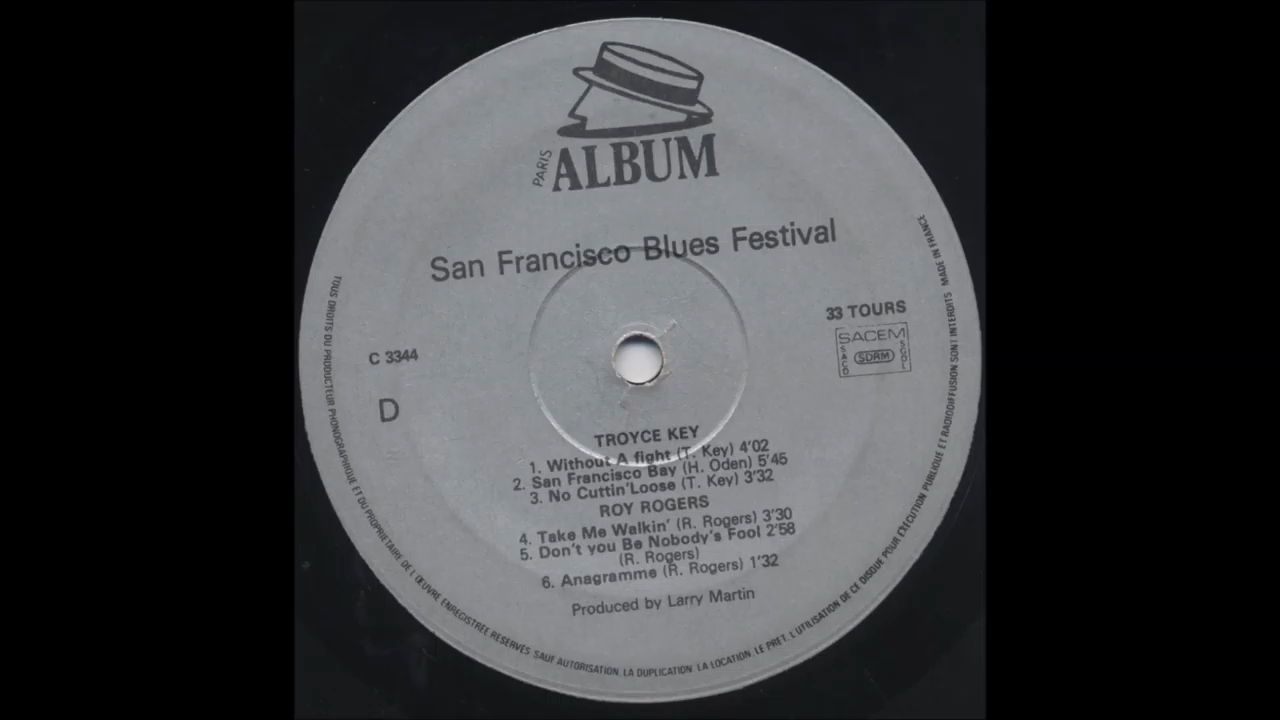 PARIS
ALBUM
San Francisco Blues Festival
C 3344
D
33 TOURS
SACEM
SACD
SDRM
SGDL
TROYCE KEY
1. Without A fight (T. Key) 4'02
2. San Francisco Bay (H. Oden) 5'45
3. No Cuttin'Loose (T. Key) 3'32
ROY ROGERS
4. Take Me Walkin' (R. Rogers) 3'30
5. Don't you Be Nobody's Fool 2'58
(R. Rogers)
6. Anagramme (R. Rogers) 1'32
Produced by Larry Martin
TOUS DROITS DU PRODUCTEUR PHONOGRAPHIQUE ET DU PROPRIETAIRE DE L'ŒUVRE ENREGISTREE RESERVES. SAUF AUTORISATION, LA DUPLICATION, LA LOCATION, LE PRET, L'UTILISATION DE CE DISQUE POUR EXECUTION PUBLIQUE ET RADIODIFFUSION SONT INTERDITS MADE IN FRANCE